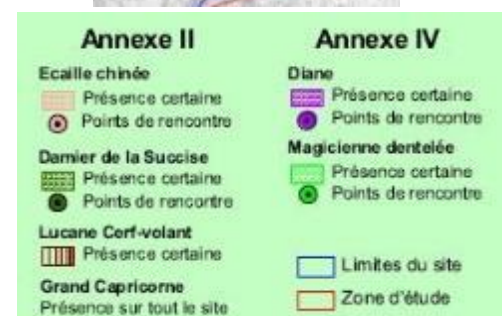 Annexe II
Ecaille chinée
Présence certaine
Points de rencontre
Damier de la Succise
Présence certaine
Points de rencontre
Lucane Cerf-volant
Présence certaine
Grand Capricorne
Présence sur tout le site
Annexe IV
Diane
Présence certaine
Points de rencontre
Magicienne dentelée
Présence certaine
Points de rencontre
Limites du site
Zone d'étude